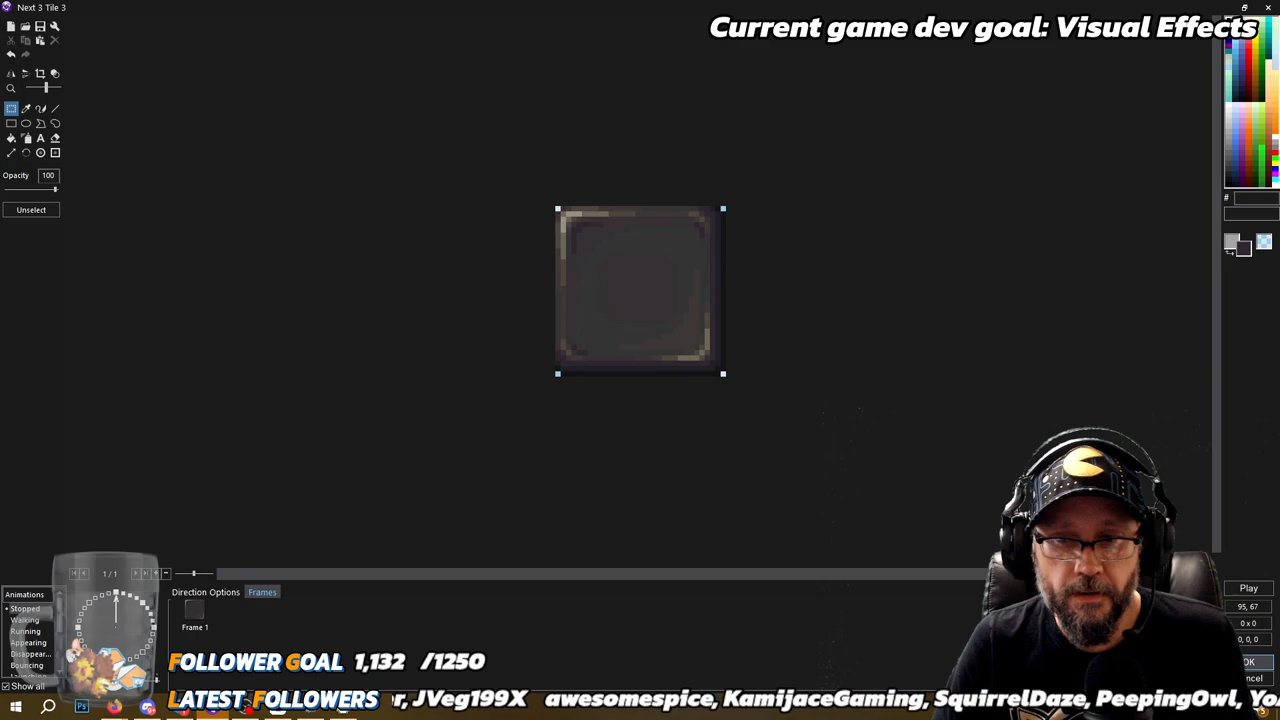 Next 3 Tile 3
Current game dev goal: Visual Effects
Opacity 100
Unselect
#
1 / 1
Animations
Stopped
Walking
Running
Appearing
Disappear...
Bouncing
Show all
Direction Options Frames
Frame 1
Play
95, 67
0 x 0
0, 0, 0
OK
FOLLOWER GOAL 1,132 /1250
LATEST FOLLOWERS r, JVeg199X awesomespice, KamijaceGaming, SquirrelDaze, PeepingOwl, Yo